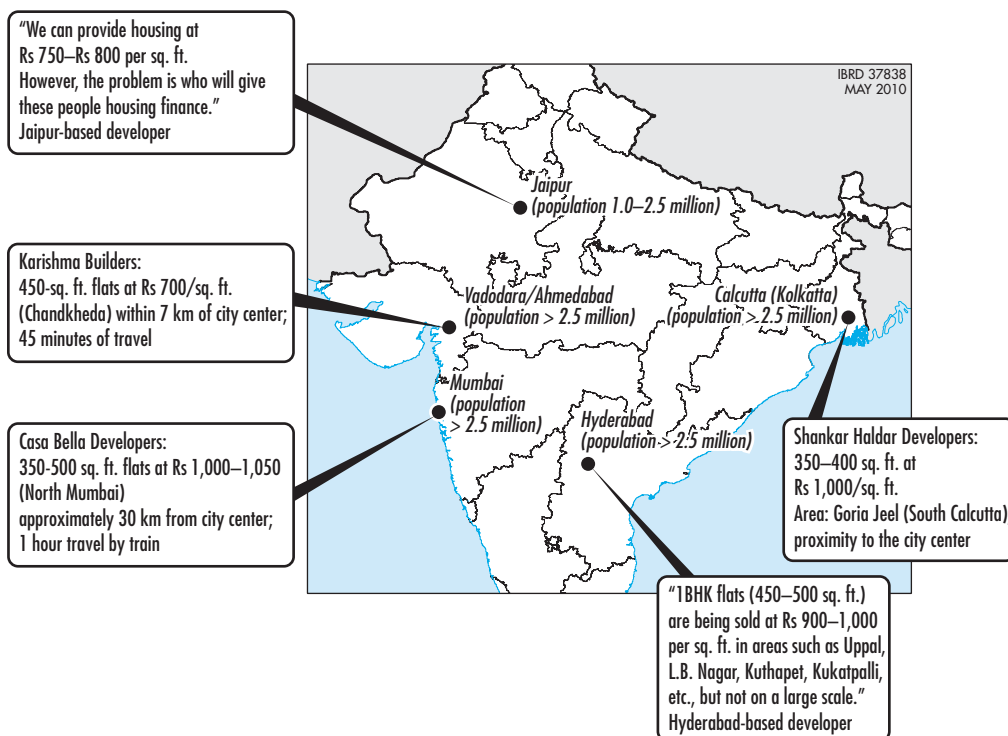 “We can provide housing at
Rs 750–Rs 800 per sq. ft.
However, the problem is who will give
these people housing finance.”
Jaipur-based developer
IBRD 37838
MAY 2010
Jaipur
(population 1.0–2.5 million)
Karishma Builders:
450-sq. ft. flats at Rs 700/sq. ft.
(Chandkheda) within 7 km of city center;
45 minutes of travel
Vadodara/Ahmedabad
(population > 2.5 million)
Calcutta (Kolkatta)
(population > 2.5 million)
Mumbai
(population
> 2.5 million)
Hyderabad
(population > 2.5 million)
Casa Bella Developers:
350-500 sq. ft. flats at Rs 1,000–1,050
(North Mumbai)
approximately 30 km from city center;
1 hour travel by train
Shankar Haldar Developers:
350–400 sq. ft. at
Rs 1,000/sq. ft.
Area: Goria Jeel (South Calcutta)
proximity to the city center
“1BHK flats (450–500 sq. ft.)
are being sold at Rs 900–1,000
per sq. ft. in areas such as Uppal,
L.B. Nagar, Kuthapet, Kukatpalli,
etc., but not on a large scale.”
Hyderabad-based developer